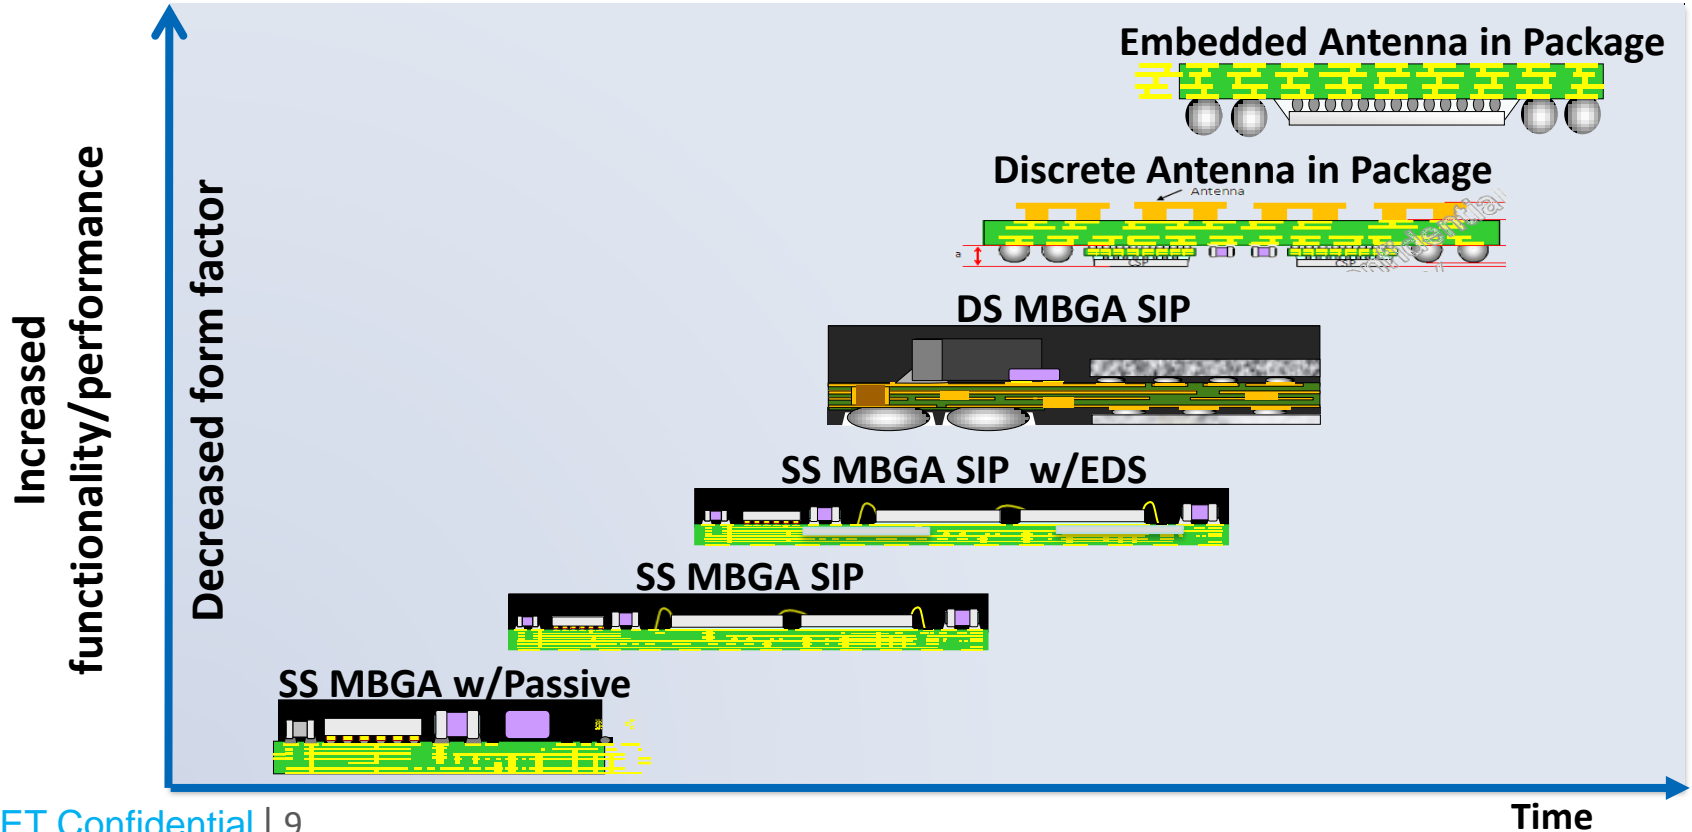 Embedded Antenna in Package
Discrete Antenna in Package
Antenna
a
DS MBGA SIP
SS MBGA SIP w/EDS
SS MBGA SIP
SS MBGA w/Passive
Increased
functionality/performance
Decreased form factor
Time
ET Confidential | 9